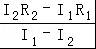 I₂R₂ − I₁R₁
I₁ − I₂